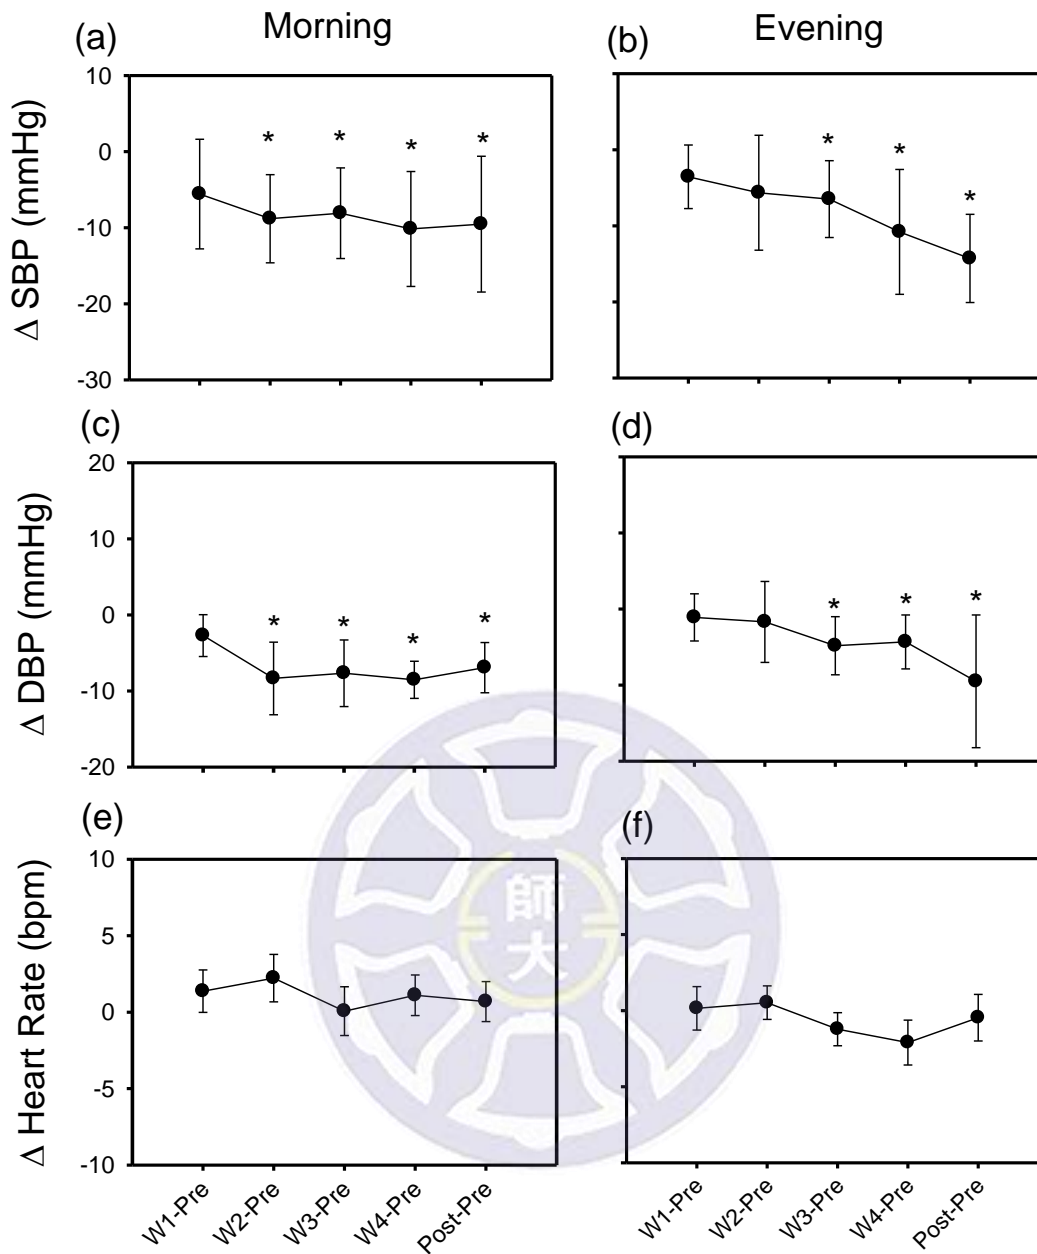 Morning
Evening
(a)
(b)
Δ SBP (mmHg)
10
0
-10
-20
-30
* * * *
* * *
(c)
(d)
Δ DBP (mmHg)
20
10
0
-10
-20
* * * *
* * *
(e)
(f)
Δ Heart Rate (bpm)
10
5
0
-5
-10
師
大
W1-Pre
W2-Pre
W3-Pre
W4-Pre
Post-Pre
W1-Pre
W2-Pre
W3-Pre
W4-Pre
Post-Pre